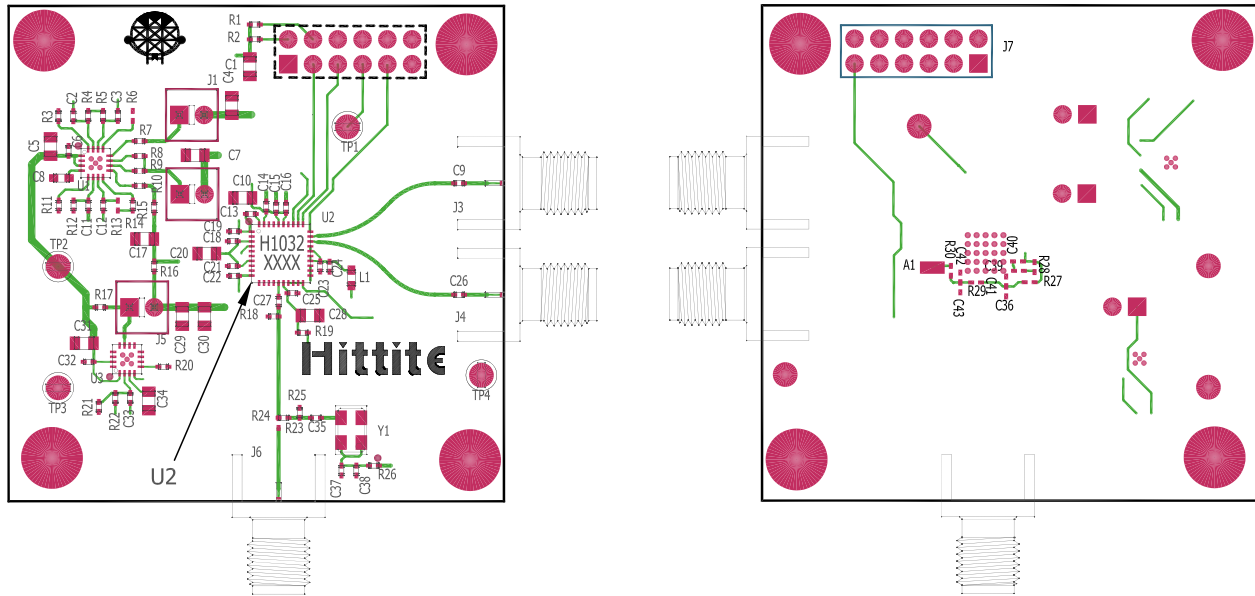 R1
R2
C1
C4
J1
R3
C2
R4
R5
C3
R6
C5
C6
R7
R8
R9
R10
C7
C8
U1
R11
R12
C11
C12
R13
R14
R15
C10
C13
C14
C15
C16
TP1
C9
J3
U2
H1032
XXXX
C19
C18
C17
C20
C21
C22
C24
C23
L1
TP2
R16
R17
J5
C25
C26
C27
R18
C28
R19
J4
C29
C30
C31
C32
U3
R20
Hittite
TP3
TP4
R21
R22
C33
C34
R24
R25
R23
C35
Y1
U2
J6
C37
C38
R26
J7
A1
R30
C42
C39
C40
R28
R27
R29
C41
C36
C43